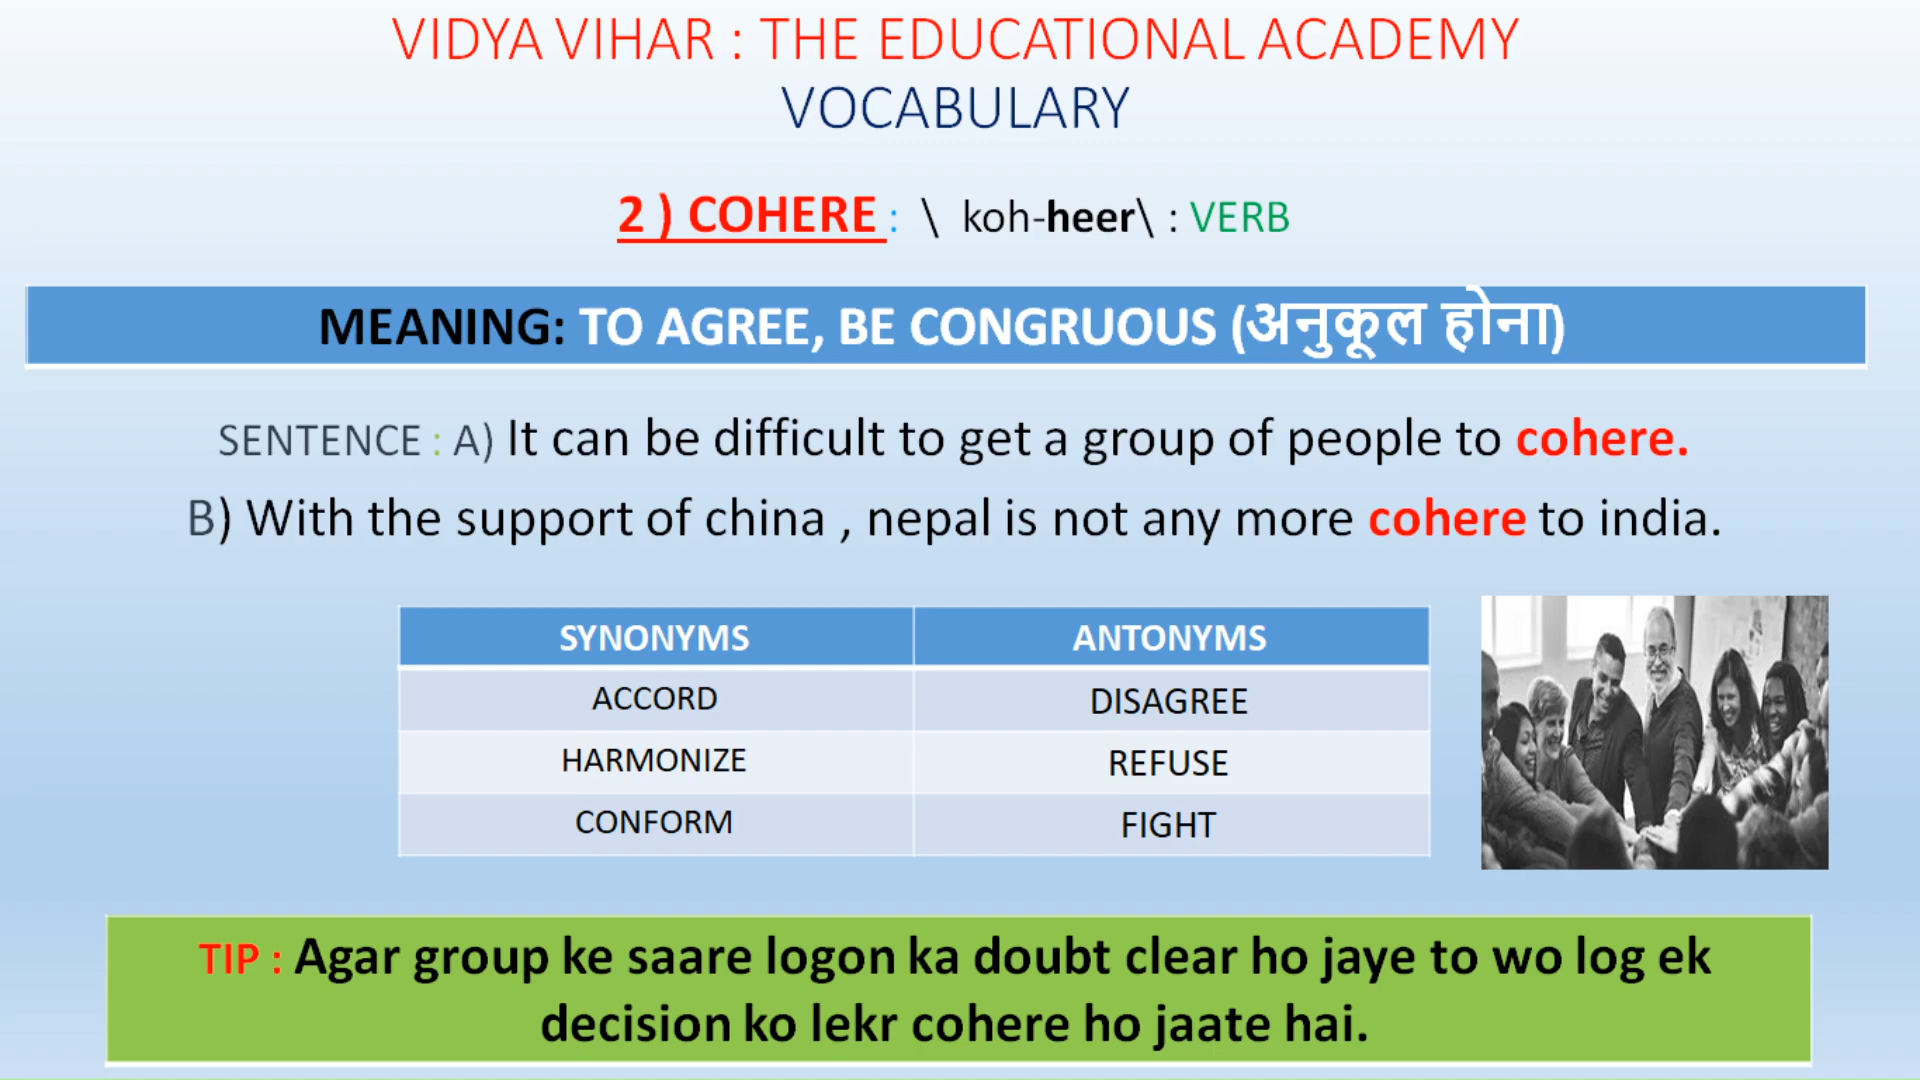 VIDYA VIHAR : THE EDUCATIONAL ACADEMY
VOCABULARY
2 ) COHERE : \ koh-heer\ : VERB
MEANING: TO AGREE, BE CONGRUOUS (अनुकूल होना)
SENTENCE : A) It can be difficult to get a group of people to cohere.
B) With the support of china , nepal is not any more cohere to india.
SYNONYMS ANTONYMS
ACCORD DISAGREE
HARMONIZE REFUSE
CONFORM FIGHT
TIP : Agar group ke saare logon ka doubt clear ho jaye to wo log ek
decision ko lekr cohere ho jaate hai.